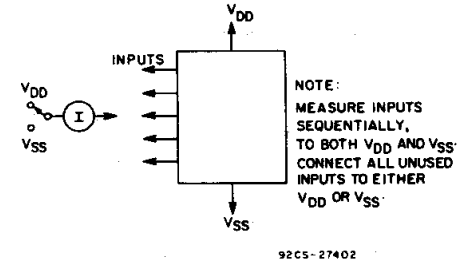 VDD
INPUTS
VDD
I
VSS
NOTE:
MEASURE INPUTS
SEQUENTIALLY,
TO BOTH VDD AND VSS.
CONNECT ALL UNUSED
INPUTS TO EITHER
VDD OR VSS.
VSS
92CS-27402